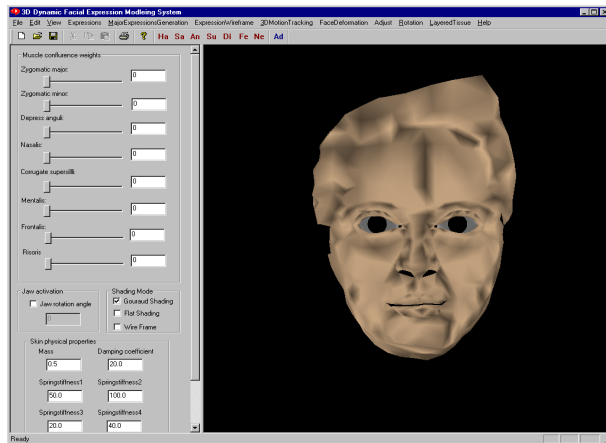 3D Dynamic Facial Expression Modleing System
File Edit View Expressions MajorExpressionsGeneration ExpressionWireframe 3DMotionTracking FaceDeformation Adjust Rotation LayeredTissue Help
Ha Sa An Su Di Fe Ne Ad
Muscle confluence weights
Zygomatic major:
0
Zygomatic minor:
0
Depress anguli:
0
Nasalis:
0
Corrugate supersilli:
0
Mentalis:
0
Frontalis:
0
Risoris
0
Jaw activation
Jaw rotation angle
0
Shading Mode
Gouraud Shading
Flat Shading
Wire Frame
Skin physical properties
Mass Damping coefficient
0.5 20.0
Springstiffness1 Springstiffness2
50.0 100.0
Springstiffness3 Springstiffness4
20.0 40.0
Ready